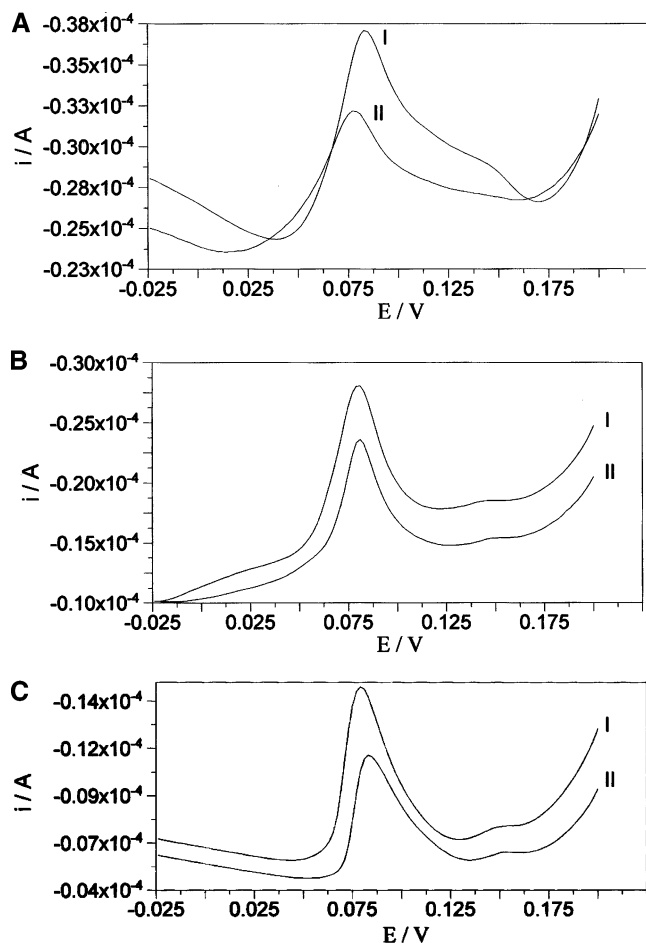 A
-0.38x10-4
-0.35x10-4
-0.33x10-4
-0.30x10-4
-0.28x10-4
-0.25x10-4
-0.23x10-4
i / A
I
II
-0.025 0.025 0.075 0.125 0.175
E / V
B
-0.30x10-4
-0.25x10-4
-0.20x10-4
-0.15x10-4
-0.10x10-4
i / A
I
II
-0.025 0.025 0.075 0.125 0.175
E / V
C
-0.14x10-4
-0.12x10-4
-0.09x10-4
-0.07x10-4
-0.04x10-4
i / A
I
II
-0.025 0.025 0.075 0.125 0.175
E / V